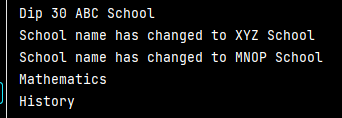 Dip 30 ABC School
School name has changed to XYZ School
School name has changed to MNOP School
Mathematics
History